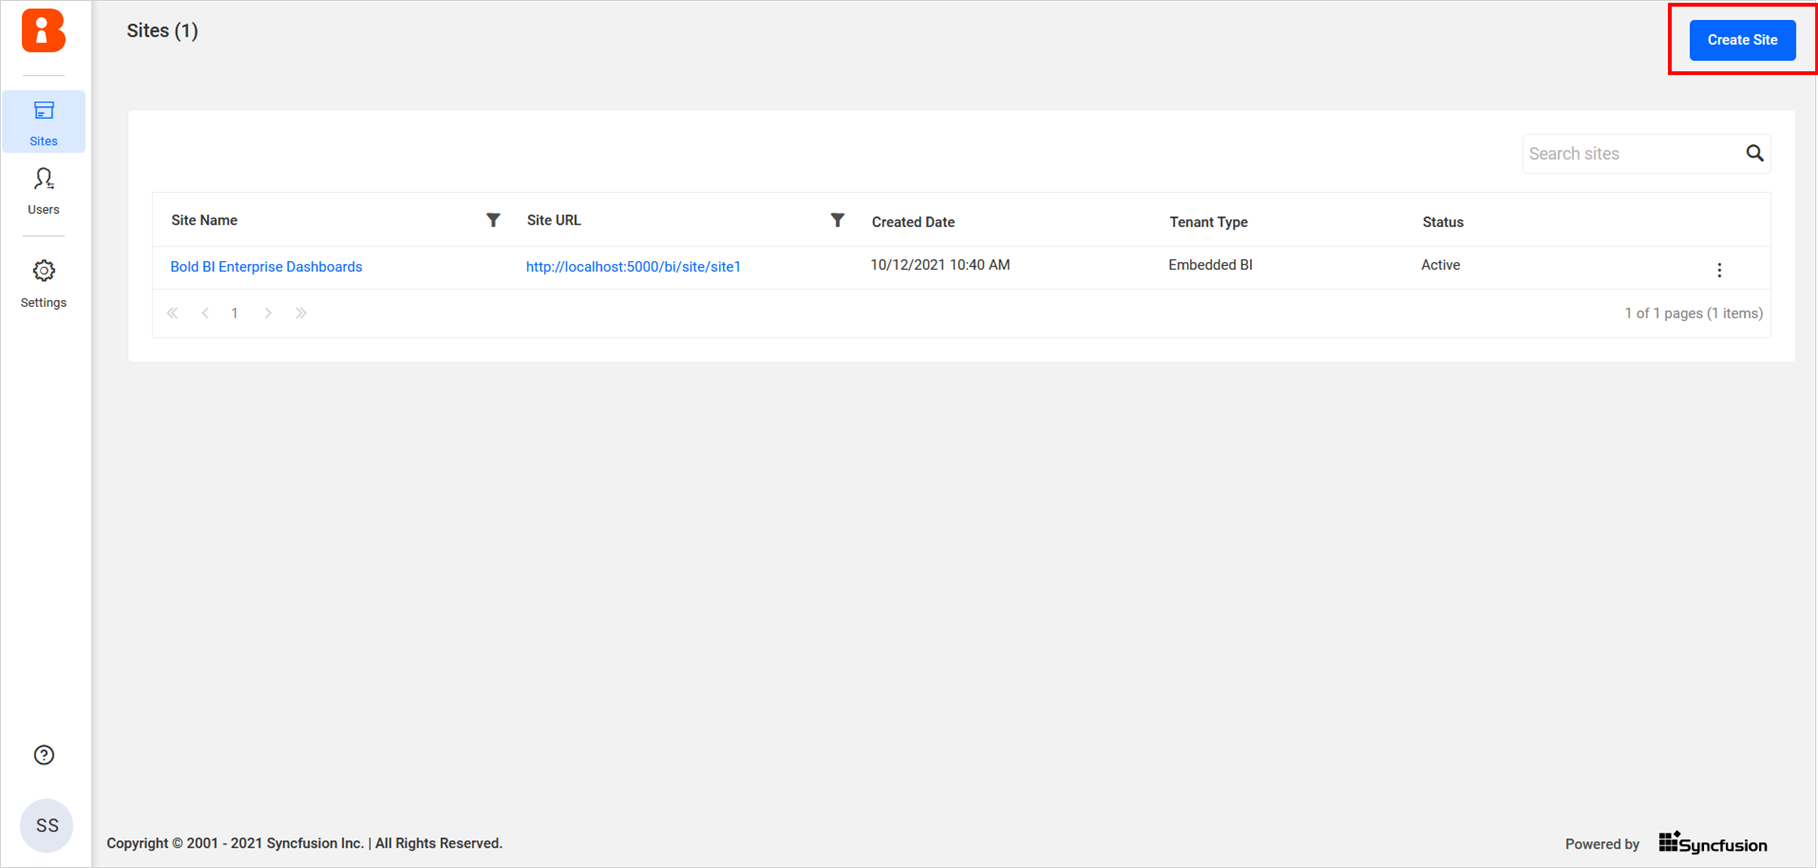 Sites (1)
Create Site
Sites
Users
Settings
Search sites
Site Name
Site URL
Created Date
Tenant Type
Status
Bold BI Enterprise Dashboards
http://localhost:5000/bi/site/site1
10/12/2021 10:40 AM
Embedded BI
Active
1
1 of 1 pages (1 items)
SS
Copyright © 2001 - 2021 Syncfusion Inc. | All Rights Reserved.
Powered by
Syncfusion